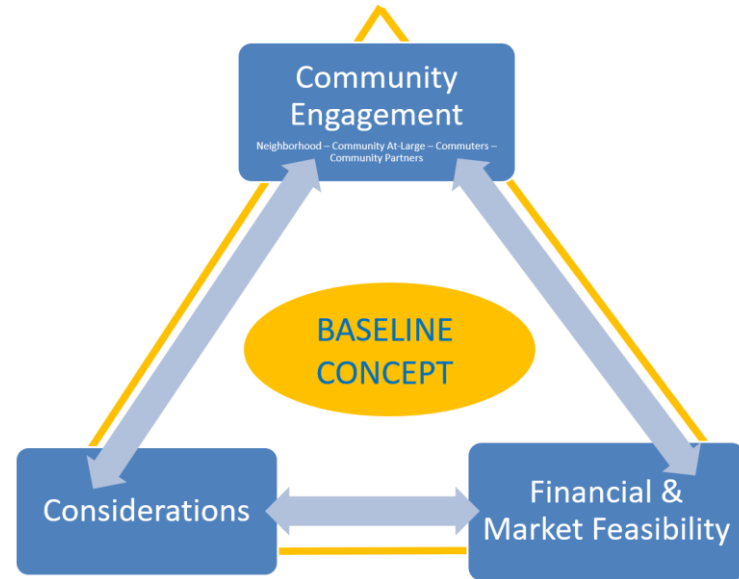 Community
Engagement
Neighborhood – Community At-Large – Commuters –
Community Partners
BASELINE
CONCEPT
Considerations
Financial &
Market Feasibility